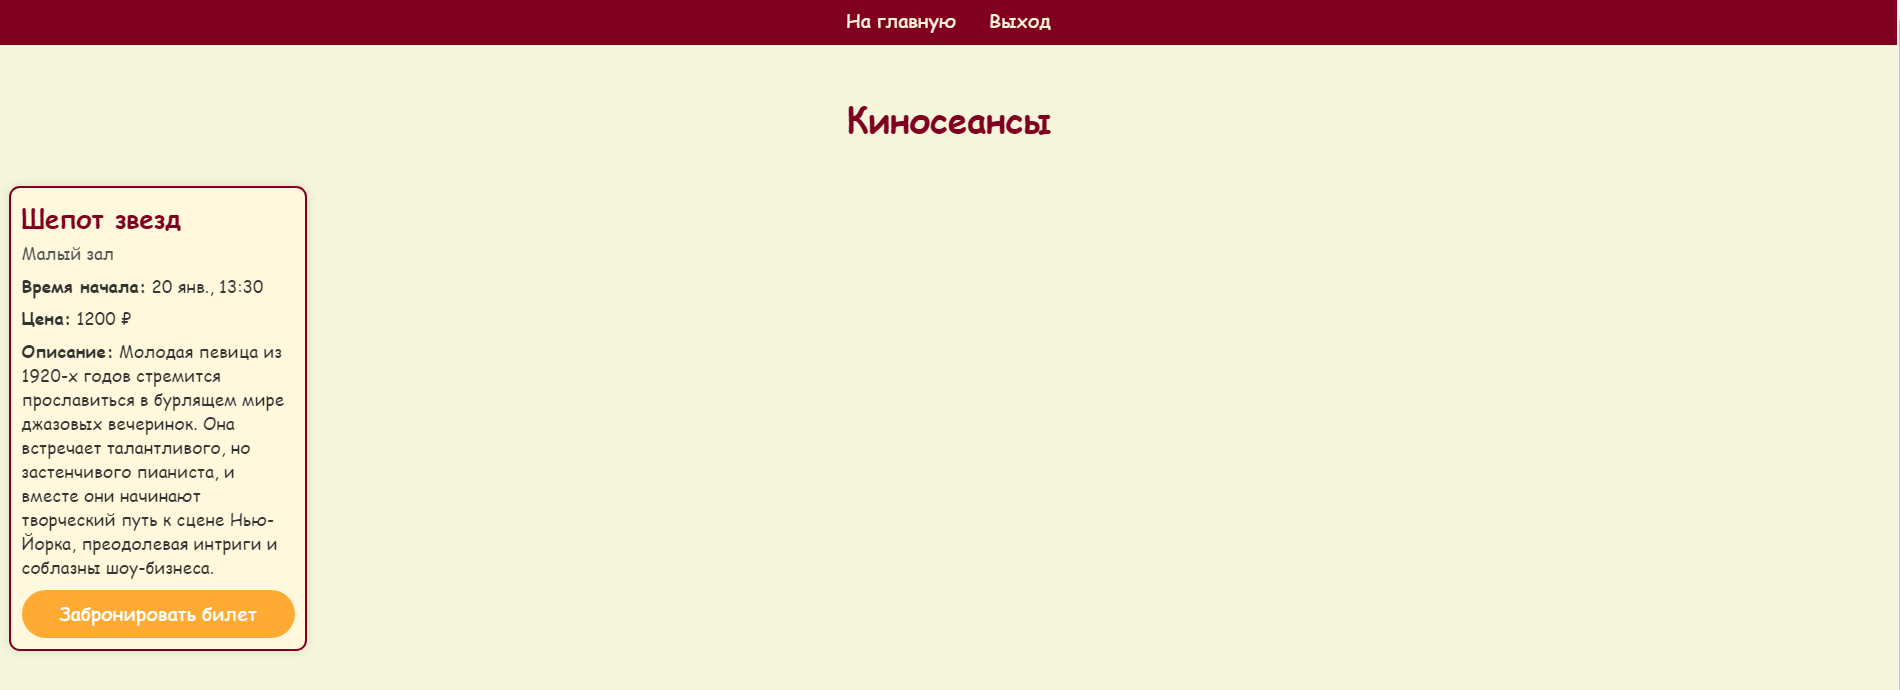 На главную Выход
Киносеансы
Шепот звезд
Малый зал
Время начала: 20 янв., 13:30
Цена: 1200 ₽
Описание: Молодая певица из
1920-х годов стремится
прославиться в бурлящем мире
джазовых вечеринок. Она
встречает талантливого, но
застенчивого пианиста, и
вместе они начинают
творческий путь к сцене Нью-
Йорка, преодолевая интриги и
соблазны шоу-бизнеса.
Забронировать билет